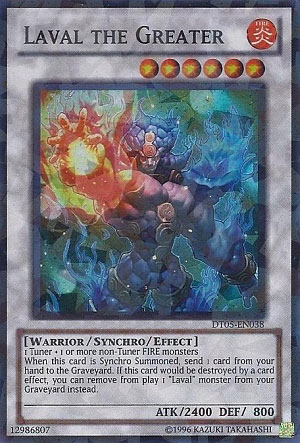 LAVAL THE GREATER
FIRE
炎
DT05-EN038
[WARRIOR/SYNCHRO/EFFECT]
1 Tuner + 1 or more non-Tuner FIRE monsters
When this card is Synchro Summoned, send 1 card from your
hand to the Graveyard. If this card would be destroyed by a card
effect, you can remove from play 1 "Laval" monster from your
Graveyard instead.
ATK/2400 DEF/ 800
12986807
©1996 KAZUKI TAKAHASHI